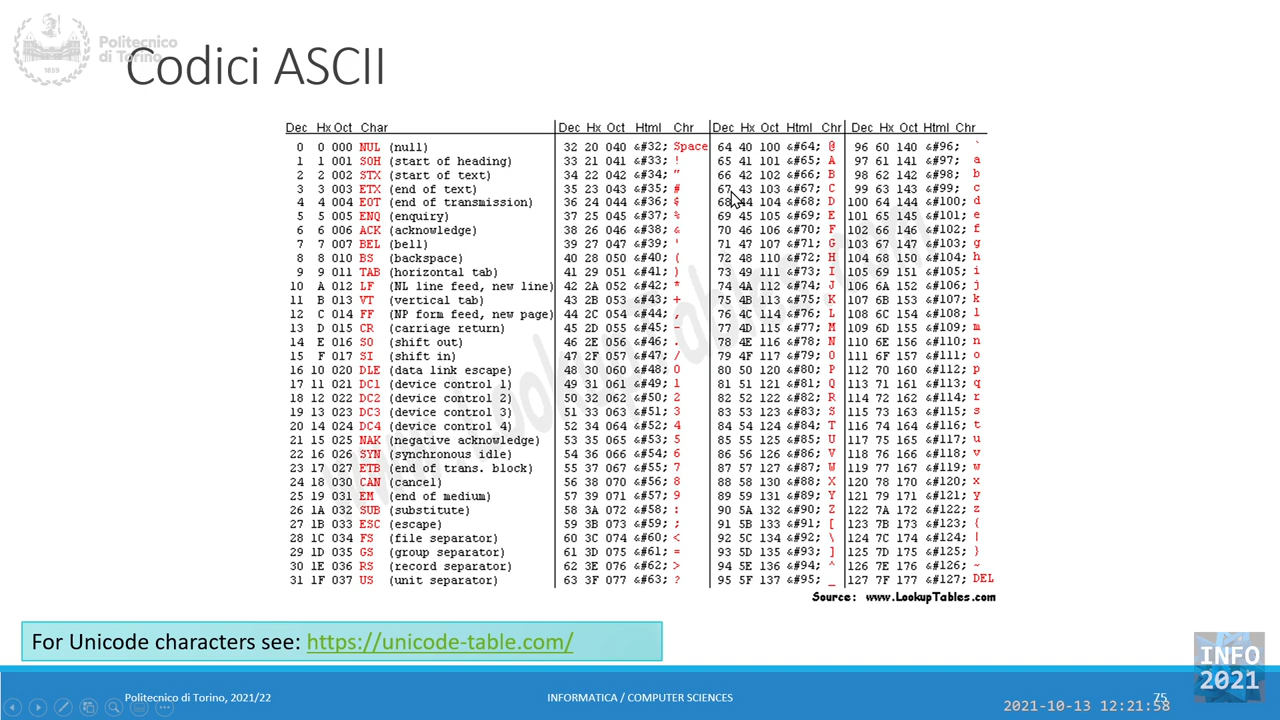 Politecnico
di Torino
1859
Codici ASCII
Dec Hx Oct Char Dec Hx Oct Html Chr Dec Hx Oct Html Chr Dec Hx Oct Html Chr
0 0 000 NUL (null) 32 20 040 &#32; Space 64 40 100 &#64; @ 96 60 140 &#96; `
1 1 001 SOH (start of heading) 33 21 041 &#33; ! 65 41 101 &#65; A 97 61 141 &#97; a
2 2 002 STX (start of text) 34 22 042 &#34; " 66 42 102 &#66; B 98 62 142 &#98; b
3 3 003 ETX (end of text) 35 23 043 &#35; # 67 43 103 &#67; C 99 63 143 &#99; c
4 4 004 EOT (end of transmission) 36 24 044 &#36; $ 68 44 104 &#68; D 100 64 144 &#100; d
5 5 005 ENQ (enquiry) 37 25 045 &#37; % 69 45 105 &#69; E 101 65 145 &#101; e
6 6 006 ACK (acknowledge) 38 26 046 &#38; & 70 46 106 &#70; F 102 66 146 &#102; f
7 7 007 BEL (bell) 39 27 047 &#39; ' 71 47 107 &#71; G 103 67 147 &#103; g
8 8 010 BS (backspace) 40 28 050 &#40; ( 72 48 110 &#72; H 104 68 150 &#104; h
9 9 011 TAB (horizontal tab) 41 29 051 &#41; ) 73 49 111 &#73; I 105 69 151 &#105; i
10 A 012 LF (NL line feed, new line) 42 2A 052 &#42; * 74 4A 112 &#74; J 106 6A 152 &#106; j
11 B 013 VT (vertical tab) 43 2B 053 &#43; + 75 4B 113 &#75; K 107 6B 153 &#107; k
12 C 014 FF (NP form feed, new page) 44 2C 054 &#44; , 76 4C 114 &#76; L 108 6C 154 &#108; l
13 D 015 CR (carriage return) 45 2D 055 &#45; - 77 4D 115 &#77; M 109 6D 155 &#109; m
14 E 016 SO (shift out) 46 2E 056 &#46; . 78 4E 116 &#78; N 110 6E 156 &#110; n
15 F 017 SI (shift in) 47 2F 057 &#47; / 79 4F 117 &#79; O 111 6F 157 &#111; o
16 10 020 DLE (data link escape) 48 30 060 &#48; 0 80 50 120 &#80; P 112 70 160 &#112; p
17 11 021 DC1 (device control 1) 49 31 061 &#49; 1 81 51 121 &#81; Q 113 71 161 &#113; q
18 12 022 DC2 (device control 2) 50 32 062 &#50; 2 82 52 122 &#82; R 114 72 162 &#114; r
19 13 023 DC3 (device control 3) 51 33 063 &#51; 3 83 53 123 &#83; S 115 73 163 &#115; s
20 14 024 DC4 (device control 4) 52 34 064 &#52; 4 84 54 124 &#84; T 116 74 164 &#116; t
21 15 025 NAK (negative acknowledge) 53 35 065 &#53; 5 85 55 125 &#85; U 117 75 165 &#117; u
22 16 026 SYN (synchronous idle) 54 36 066 &#54; 6 86 56 126 &#86; V 118 76 166 &#118; v
23 17 027 ETB (end of trans. block) 55 37 067 &#55; 7 87 57 127 &#87; W 119 77 167 &#119; w
24 18 030 CAN (cancel) 56 38 070 &#56; 8 88 58 130 &#88; X 120 78 170 &#120; x
25 19 031 EM (end of medium) 57 39 071 &#57; 9 89 59 131 &#89; Y 121 79 171 &#121; y
26 1A 032 SUB (substitute) 58 3A 072 &#58; : 90 5A 132 &#90; Z 122 7A 172 &#122; z
27 1B 033 ESC (escape) 59 3B 073 &#59; ; 91 5B 133 &#91; [ 123 7B 173 &#123; {
28 1C 034 FS (file separator) 60 3C 074 &#60; < 92 5C 134 &#92; \ 124 7C 174 &#124; |
29 1D 035 GS (group separator) 61 3D 075 &#61; = 93 5D 135 &#93; ] 125 7D 175 &#125; }
30 1E 036 RS (record separator) 62 3E 076 &#62; > 94 5E 136 &#94; ^ 126 7E 176 &#126; ~
31 1F 037 US (unit separator) 63 3F 077 &#63; ? 95 5F 137 &#95; _ 127 7F 177 &#127; DEL
Source: www.LookupTables.com
For Unicode characters see: https://unicode-table.com/
INFO
2021
Politecnico di Torino, 2021/22 INFORMATICA / COMPUTER SCIENCES 75
2021-10-13 12:21:58